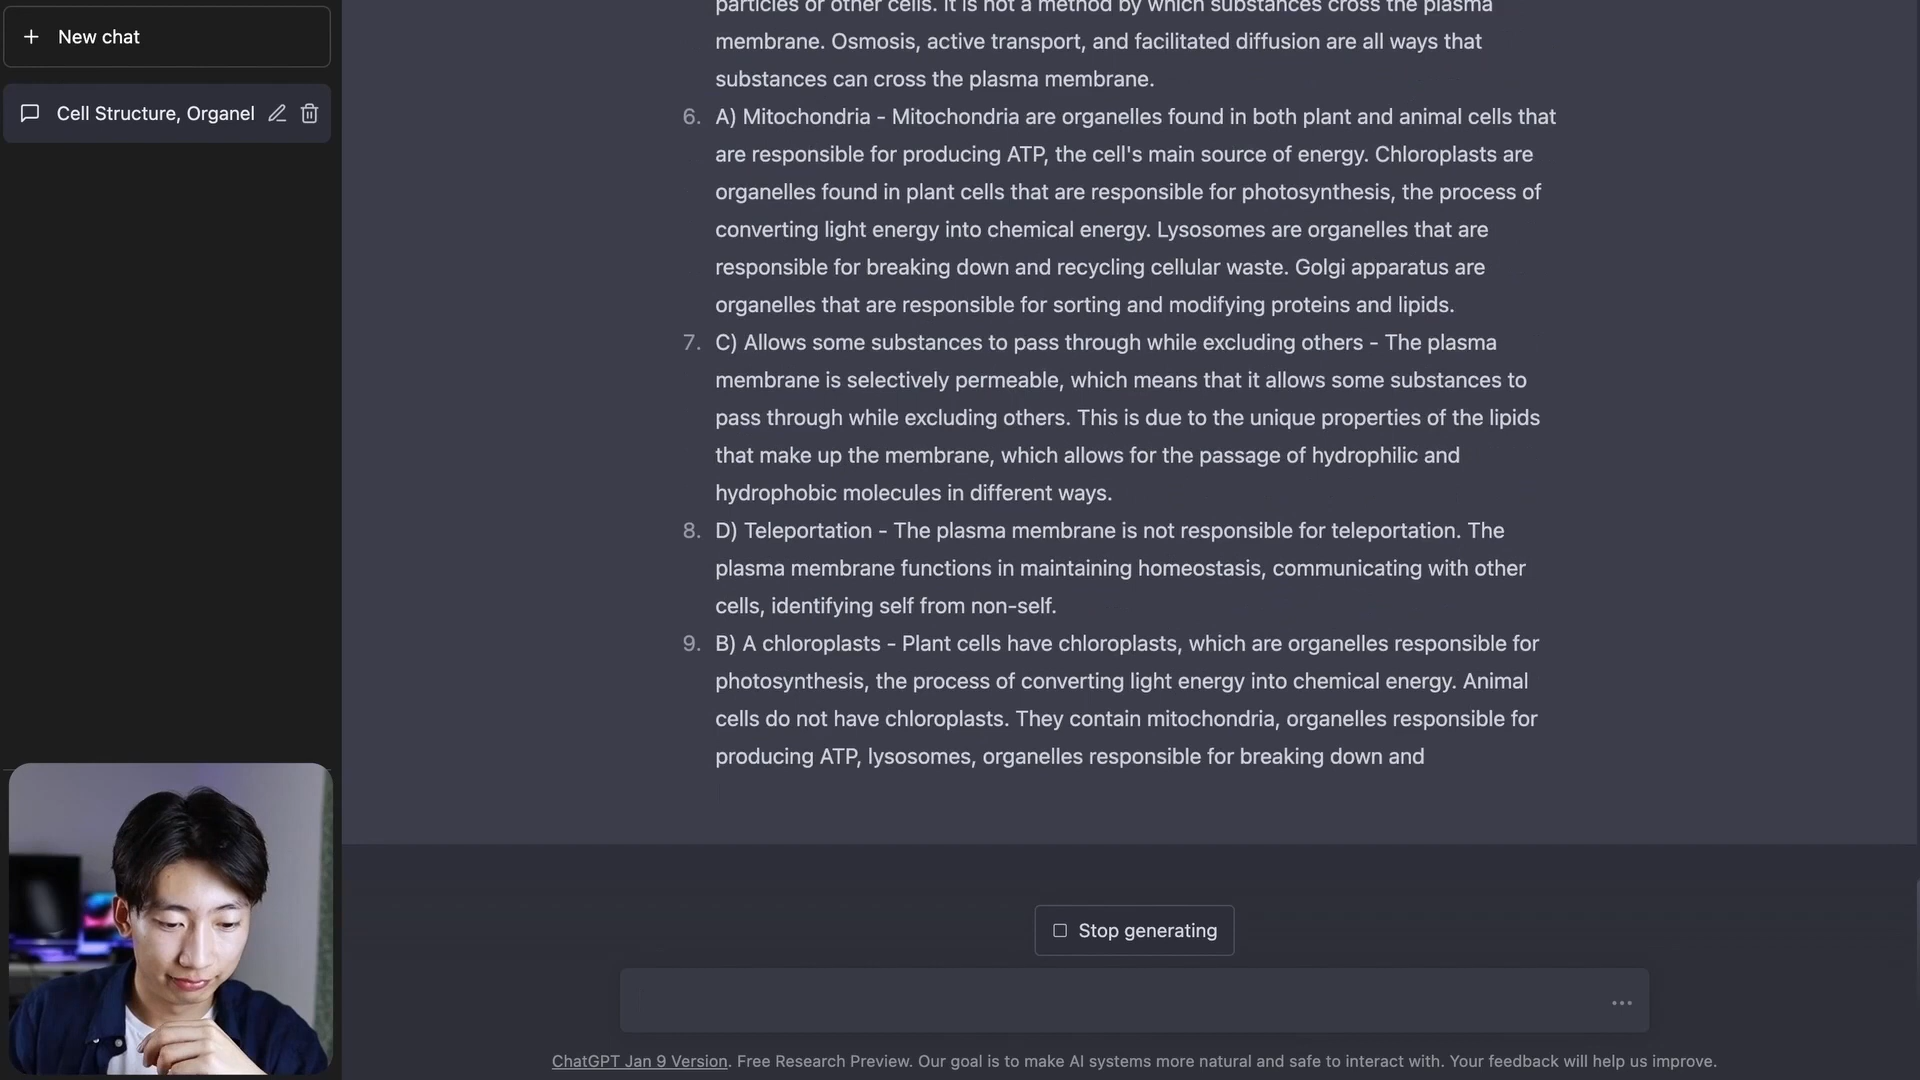 New chat
Cell Structure, Organel
particles or other cells. It is not a method by which substances cross the plasma
membrane. Osmosis, active transport, and facilitated diffusion are all ways that
substances can cross the plasma membrane.
6. A) Mitochondria - Mitochondria are organelles found in both plant and animal cells that
are responsible for producing ATP, the cell's main source of energy. Chloroplasts are
organelles found in plant cells that are responsible for photosynthesis, the process of
converting light energy into chemical energy. Lysosomes are organelles that are
responsible for breaking down and recycling cellular waste. Golgi apparatus are
organelles that are responsible for sorting and modifying proteins and lipids.
7. C) Allows some substances to pass through while excluding others - The plasma
membrane is selectively permeable, which means that it allows some substances to
pass through while excluding others. This is due to the unique properties of the lipids
that make up the membrane, which allows for the passage of hydrophilic and
hydrophobic molecules in different ways.
8. D) Teleportation - The plasma membrane is not responsible for teleportation. The
plasma membrane functions in maintaining homeostasis, communicating with other
cells, identifying self from non-self.
9. B) A chloroplasts - Plant cells have chloroplasts, which are organelles responsible for
photosynthesis, the process of converting light energy into chemical energy. Animal
cells do not have chloroplasts. They contain mitochondria, organelles responsible for
producing ATP, lysosomes, organelles responsible for breaking down and
Stop generating
ChatGPT Jan 9 Version. Free Research Preview. Our goal is to make AI systems more natural and safe to interact with. Your feedback will help us improve.